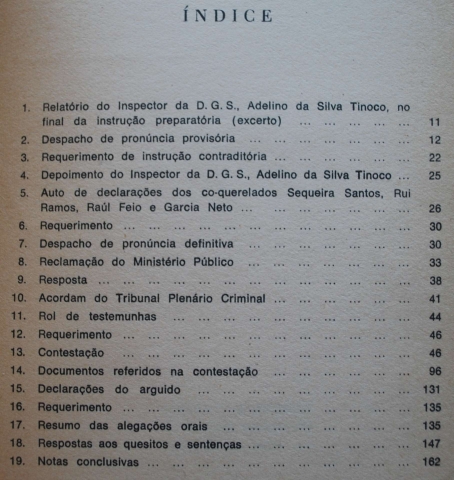 ÍNDICE
1. Relatório do Inspector da D. G. S., Adelino da Silva Tinoco, no
final da instrução preparatória (excerto) ... ... ... ... ... 11
2. Despacho de pronúncia provisória ... ... ... ... ... ... 12
3. Requerimento de instrução contraditória ... ... ... ... ... 22
4. Depoimento do Inspector da D. G. S., Adelino da Silva Tinoco ... 25
5. Auto de declarações dos co-querelados Sequeira Santos, Rui
Ramos, Raúl Feio e Garcia Neto ... ... ... ... ... ... ... 26
6. Requerimento ... ... ... ... ... ... ... ... ... ... 30
7. Despacho de pronúncia definitiva ... ... ... ... ... ... 30
8. Reclamação do Ministério Público ... ... ... ... ... ... 33
9. Resposta ... ... ... ... ... ... ... ... ... ... ... 38
10. Acordam do Tribunal Plenário Criminal ... ... ... ... ... 41
11. Rol de testemunhas ... ... ... ... ... ... ... ... ... 44
12. Requerimento ... ... ... ... ... ... ... ... ... ... 46
13. Contestação ... ... ... ... ... ... ... ... ... ... 46
14. Documentos referidos na contestação ... ... ... ... ... 96
15. Declarações do arguido ... ... ... ... ... ... ... ... 131
16. Requerimento ... ... ... ... ... ... ... ... ... ... 135
17. Resumo das alegações orais ... ... ... ... ... ... ... 135
18. Respostas aos quesitos e sentenças ... ... ... ... ... ... 147
19. Notas conclusivas ... ... ... ... ... ... ... ... ... 162